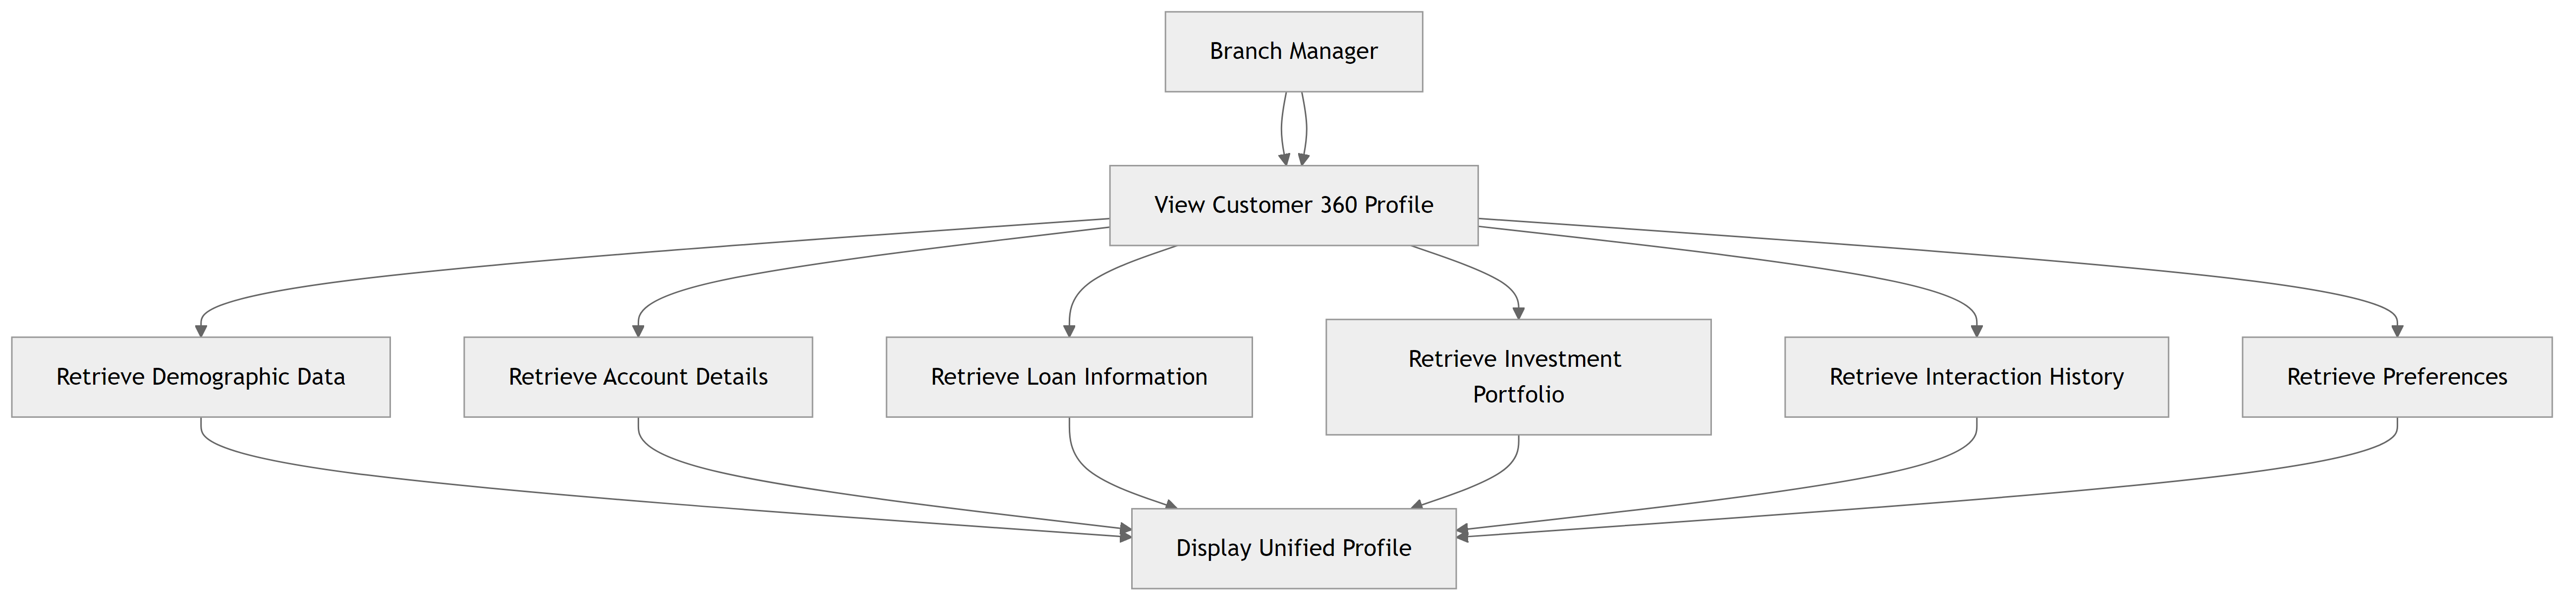 Branch Manager
View Customer 360 Profile
Retrieve Demographic Data
Retrieve Account Details
Retrieve Loan Information
Retrieve Investment
Portfolio
Retrieve Interaction History
Retrieve Preferences
Display Unified Profile